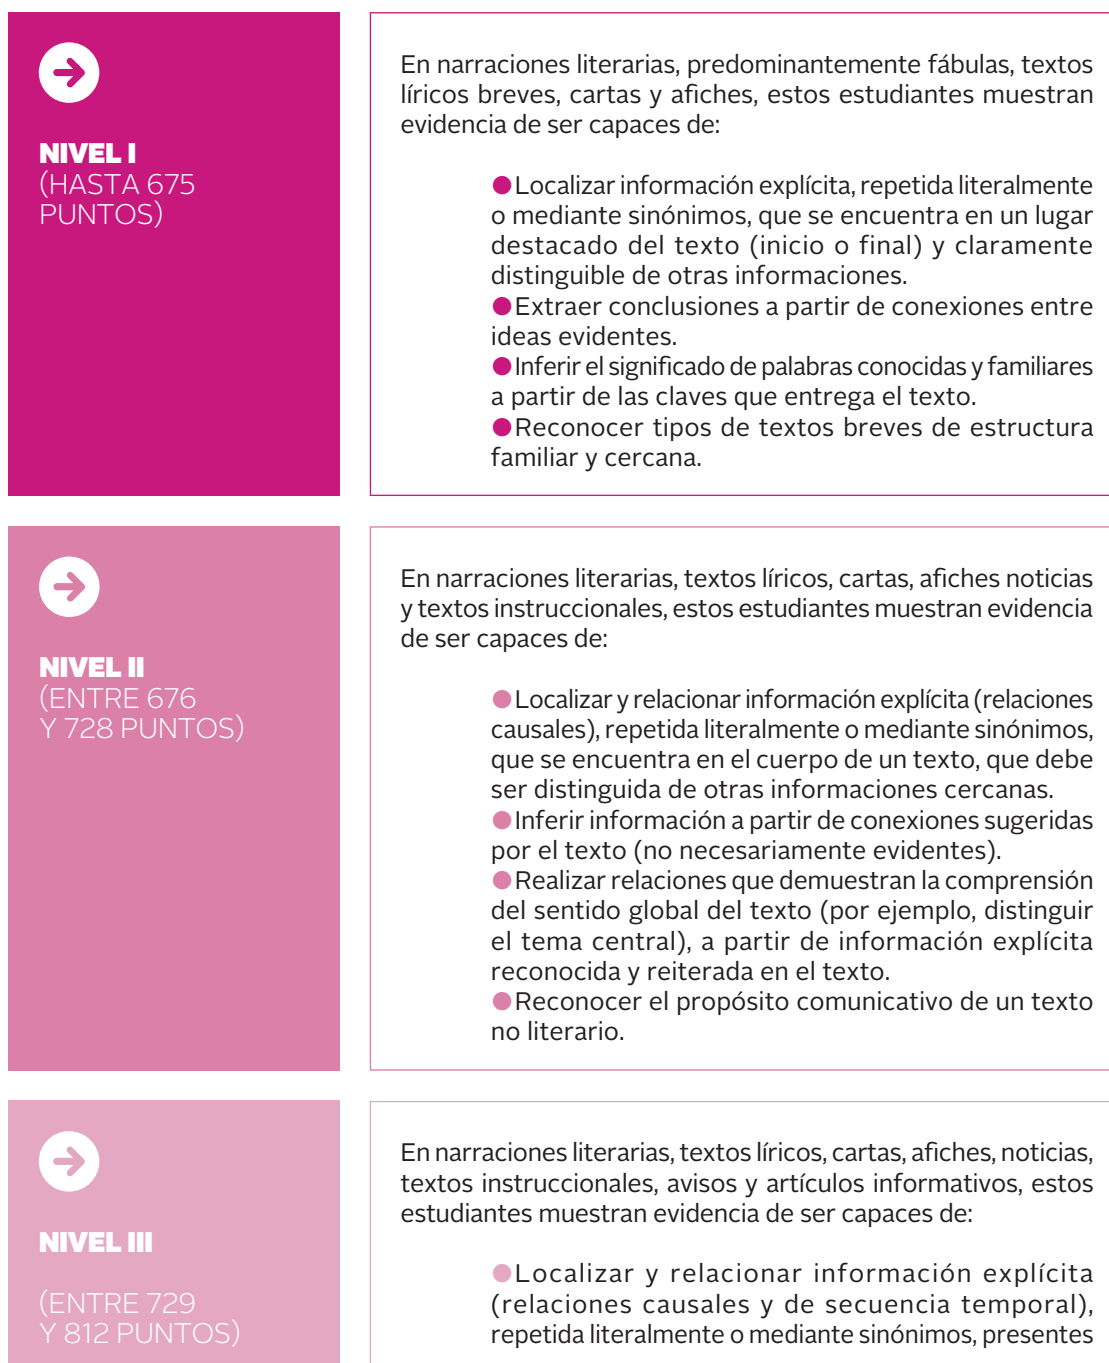 NIVEL I
(HASTA 675
PUNTOS)
En narraciones literarias, predominantemente fábulas, textos
líricos breves, cartas y afiches, estos estudiantes muestran
evidencia de ser capaces de:
●Localizar información explícita, repetida literalmente
o mediante sinónimos, que se encuentra en un lugar
destacado del texto (inicio o final) y claramente
distinguible de otras informaciones.
●Extraer conclusiones a partir de conexiones entre
ideas evidentes.
●Inferir el significado de palabras conocidas y familiares
a partir de las claves que entrega el texto.
●Reconocer tipos de textos breves de estructura
familiar y cercana.
NIVEL II
(ENTRE 676
Y 728 PUNTOS)
En narraciones literarias, textos líricos, cartas, afiches noticias
y textos instruccionales, estos estudiantes muestran evidencia
de ser capaces de:
●Localizar y relacionar información explícita (relaciones
causales), repetida literalmente o mediante sinónimos,
que se encuentra en el cuerpo de un texto, que debe
ser distinguida de otras informaciones cercanas.
●Inferir información a partir de conexiones sugeridas
por el texto (no necesariamente evidentes).
●Realizar relaciones que demuestran la comprensión
del sentido global del texto (por ejemplo, distinguir
el tema central), a partir de información explícita
reconocida y reiterada en el texto.
●Reconocer el propósito comunicativo de un texto
no literario.
NIVEL III
(ENTRE 729
Y 812 PUNTOS)
En narraciones literarias, textos líricos, cartas, afiches, noticias,
textos instruccionales, avisos y artículos informativos, estos
estudiantes muestran evidencia de ser capaces de:
●Localizar y relacionar información explícita
(relaciones causales y de secuencia temporal),
repetida literalmente o mediante sinónimos, presentes